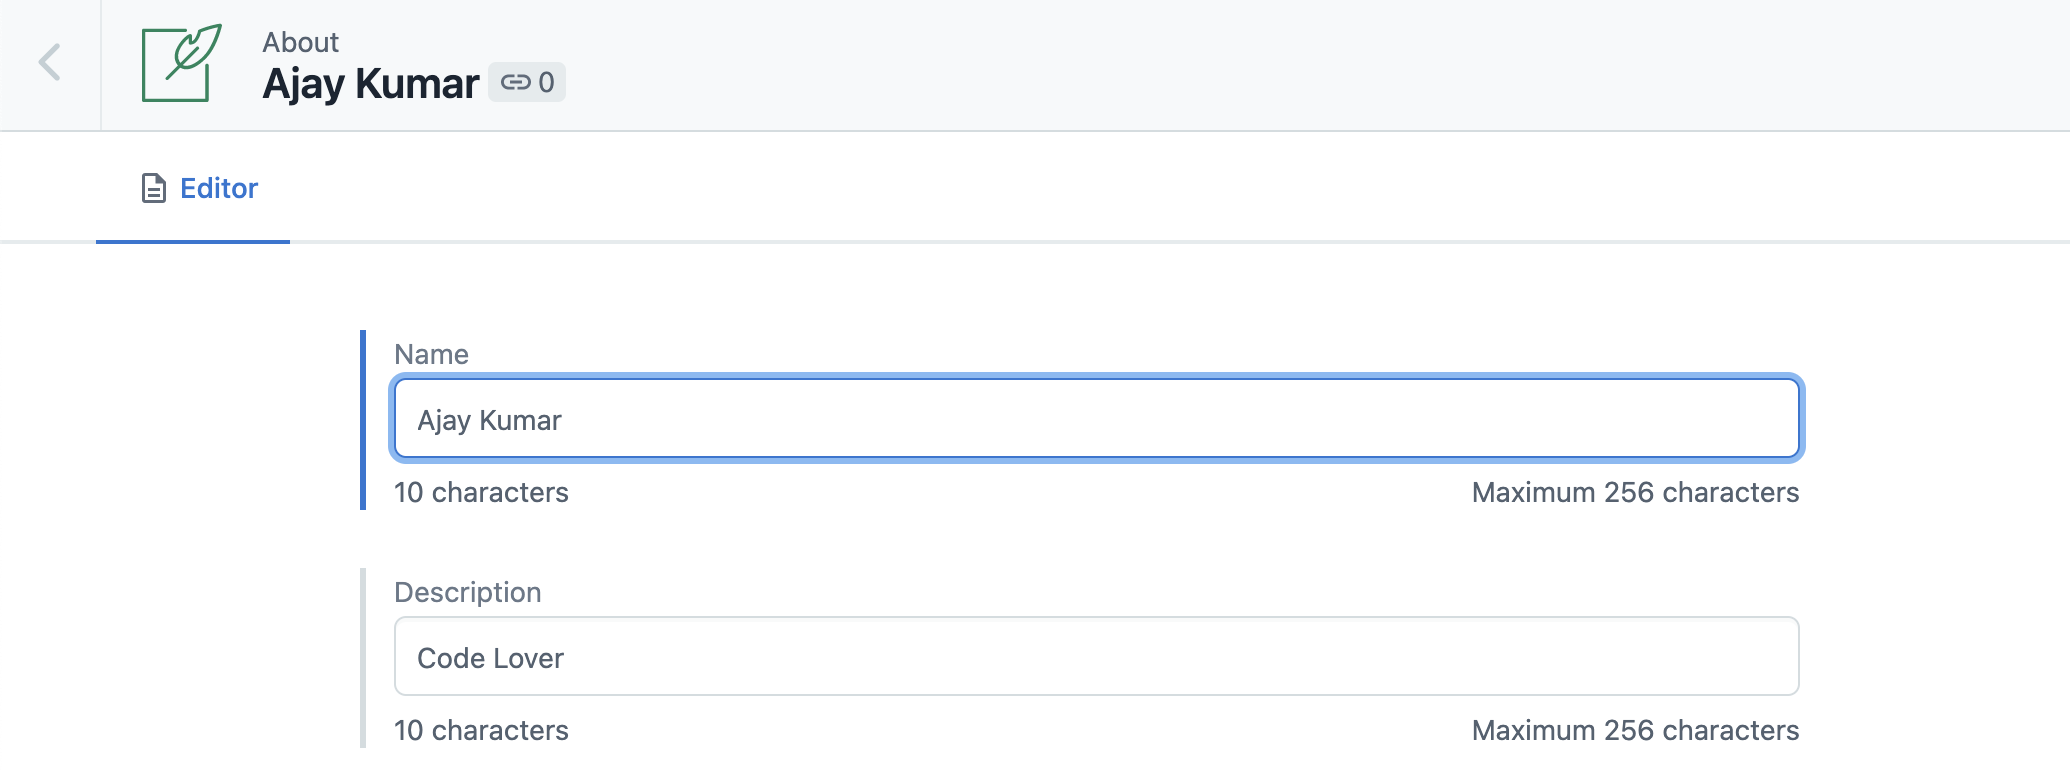 About
Ajay Kumar 0
Editor
Name
Ajay Kumar
10 characters Maximum 256 characters
Description
Code Lover
10 characters Maximum 256 characters